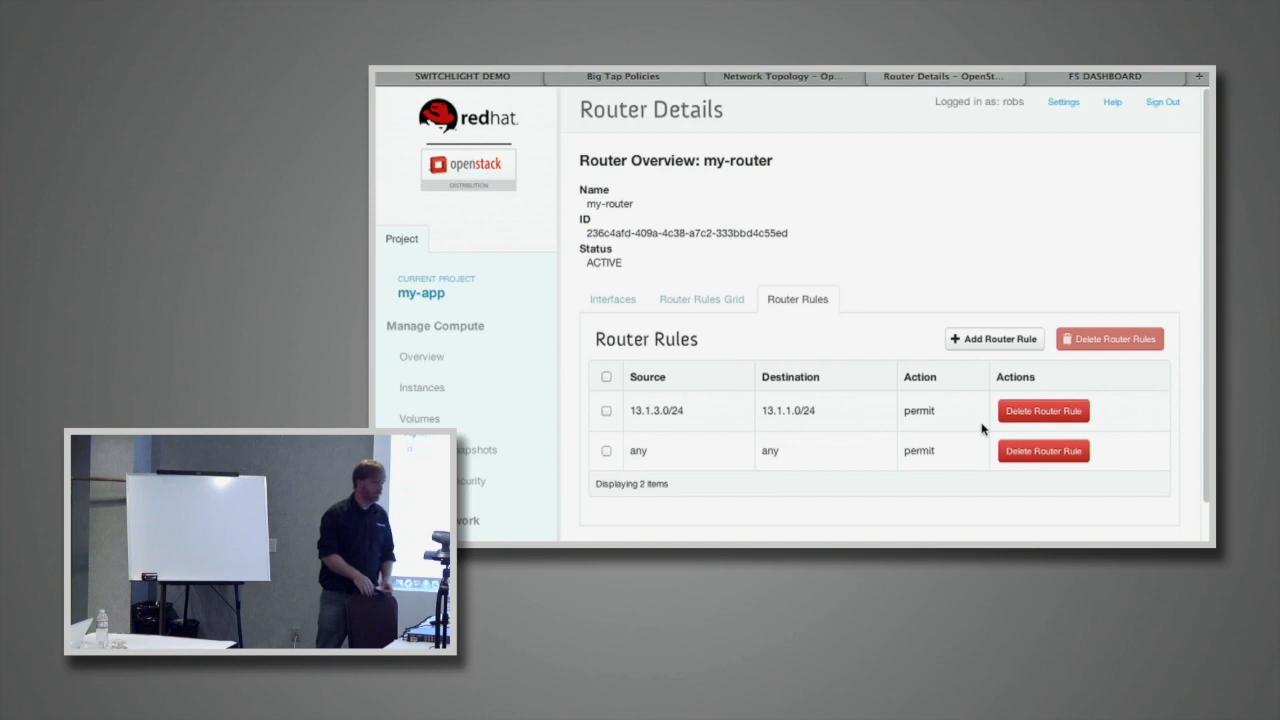 SWITCHLIGHT DEMO
Big Tap Policies
Network Topology – Op...
Router Details – OpenSt...
F5 DASHBOARD
+
redhat.
openstack
DISTRIBUTION
Router Details
Logged in as: robs
Settings
Help
Sign Out
Project
CURRENT PROJECT
my-app
Manage Compute
Overview
Instances
Volumes
apshots
curity
work
Router Overview: my-router
Name
my-router
ID
236c4afd-409a-4c38-a7c2-333bbd4c55ed
Status
ACTIVE
Interfaces
Router Rules Grid
Router Rules
Router Rules
+ Add Router Rule
Delete Router Rules
Source Destination Action Actions
13.1.3.0/24 13.1.1.0/24 permit Delete Router Rule
any any permit Delete Router Rule
Displaying 2 items